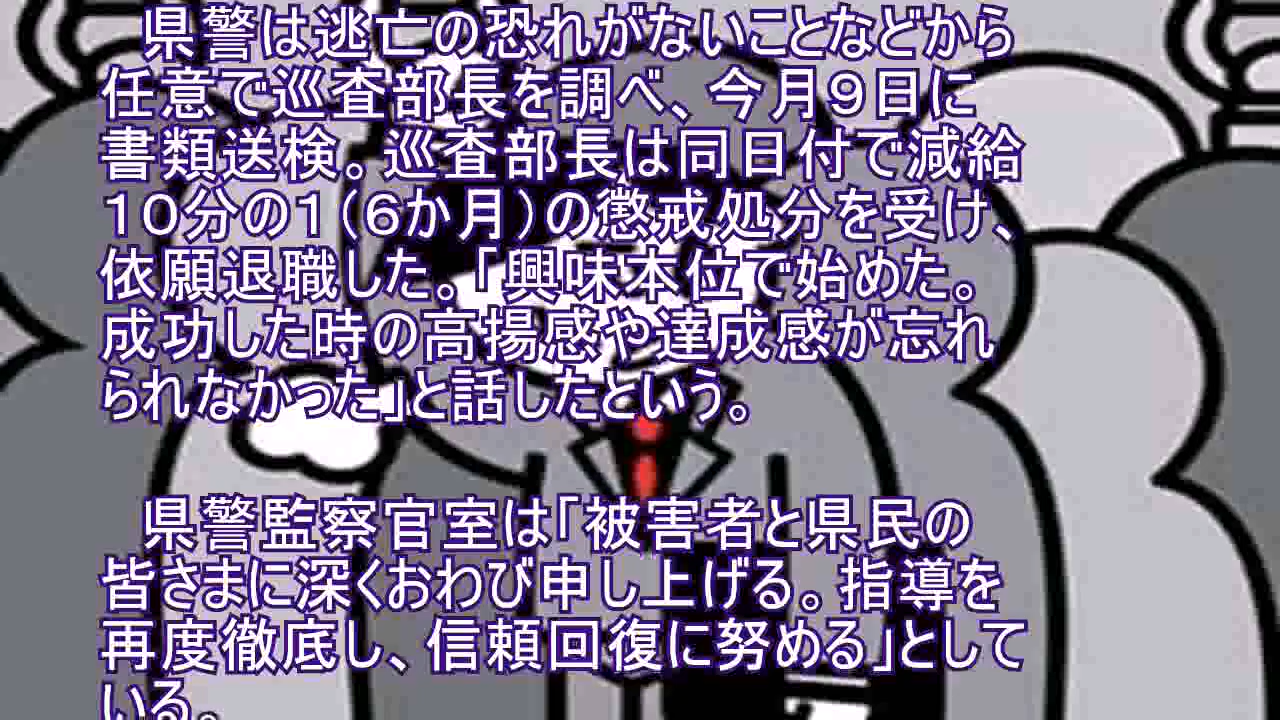 県警は逃亡の恐れがないことなどから
任意で巡査部長を調べ、今月９日に
書類送検。巡査部長は同日付で減給
１０分の１（６か月）の懲戒処分を受け、
依願退職した。「興味本位で始めた。
成功した時の高揚感や達成感が忘れ
られなかった」と話したという。
県警監察官室は「被害者と県民の
皆さまに深くおわび申し上げる。指導を
再度徹底し、信頼回復に努める」として
いる。